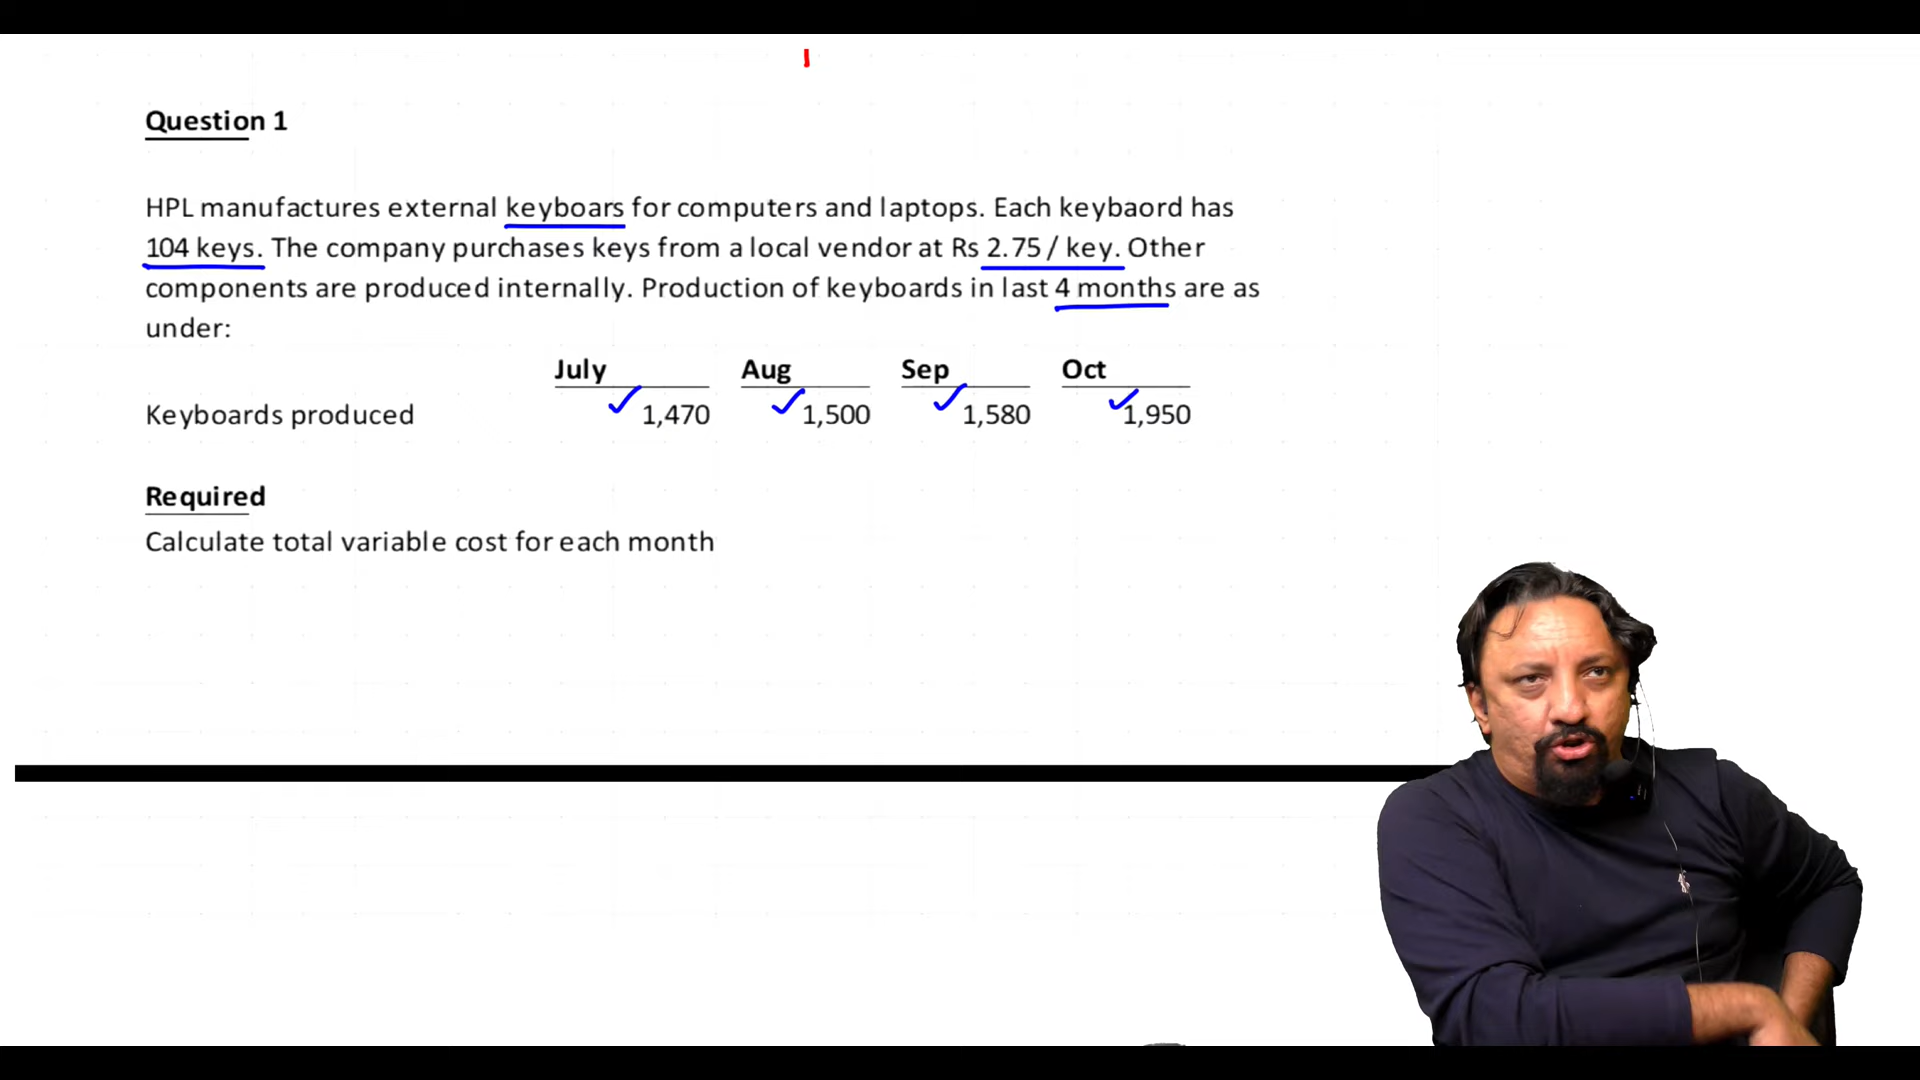 Question 1
HPL manufactures external keyboars for computers and laptops. Each keybaord has
104 keys. The company purchases keys from a local vendor at Rs 2.75 / key. Other
components are produced internally. Production of keyboards in last 4 months are as
under:
July Aug Sep Oct
Keyboards produced 1,470 1,500 1,580 1,950
Required
Calculate total variable cost for each month